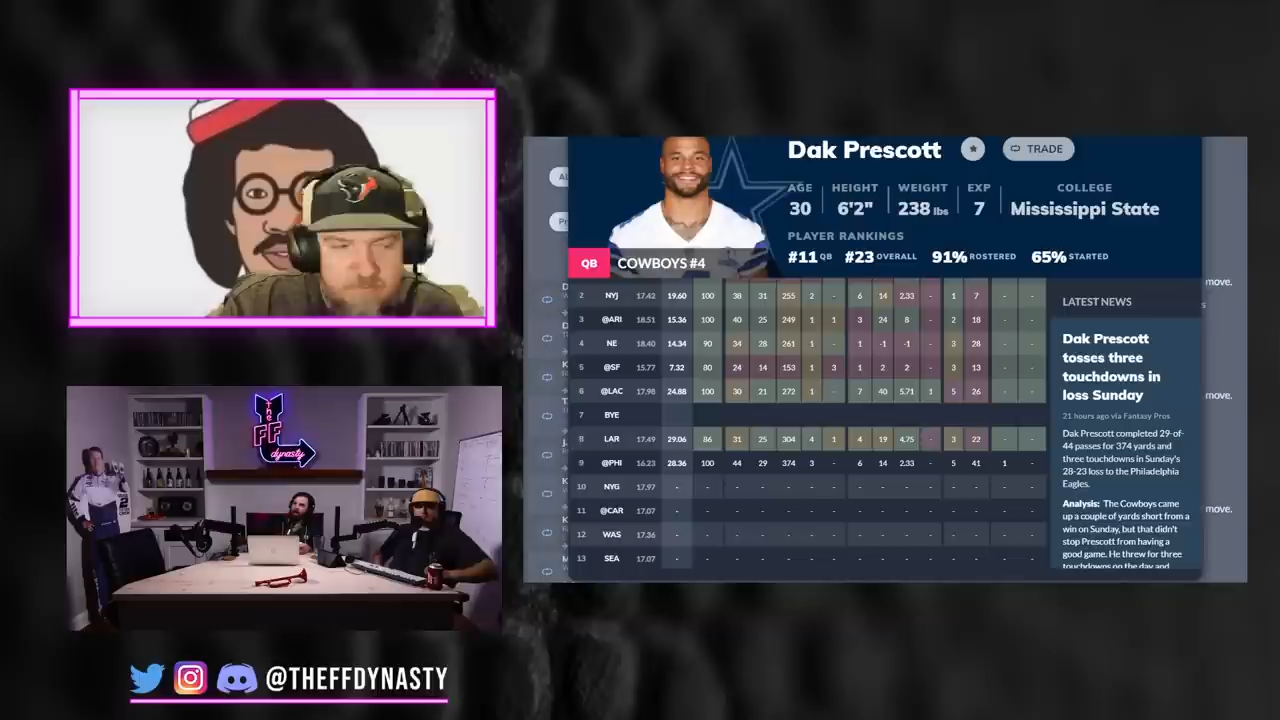 Dak Prescott
TRADE
AGE HEIGHT WEIGHT EXP COLLEGE
30 6'2" 238 lbs 7 Mississippi State
PLAYER RANKINGS
#11 QB #23 OVERALL 91% ROSTERED 65% STARTED
QB COWBOYS #4
2 NYJ 17.42 19.60 100 38 31 255 2 - 6 14 2.33 - 1 7 - -
3 @ARI 18.51 15.36 100 40 25 249 1 1 3 24 8 - 2 18 - -
4 NE 18.40 14.34 90 34 28 261 1 - 1 -1 -1 - 3 28 - -
5 @SF 15.77 7.32 80 24 14 153 1 3 1 2 2 - 3 13 - -
6 @LAC 17.98 24.88 100 30 21 272 1 - 7 40 5.71 1 5 26 - -
7 BYE
8 LAR 17.49 29.06 86 31 25 304 4 1 4 19 4.75 - 3 22 - -
9 @PHI 16.23 28.36 100 44 29 374 3 - 6 14 2.33 - 5 41 1 -
10 NYG 17.97 - - - - - - - - - - - - - - -
11 @CAR 17.07 - - - - - - - - - - - - - - -
12 WAS 17.36 - - - - - - - - - - - - - - -
13 SEA 17.07 - - - - - - - - - - - - - - -
LATEST NEWS
Dak Prescott
tosses three
touchdowns in
loss Sunday
21 hours ago via Fantasy Pros
Dak Prescott completed 29-of-
44 passes for 374 yards and
three touchdowns in Sunday's
28-23 loss to the Philadelphia
Eagles.
Analysis: The Cowboys came
up a couple of yards short from a
win on Sunday, but that didn't
stop Prescott from having a
good game. He threw for three
touchdowns on the day and
move.
move.
move.
the
FF
dynasty
@THEFFDYNASTY